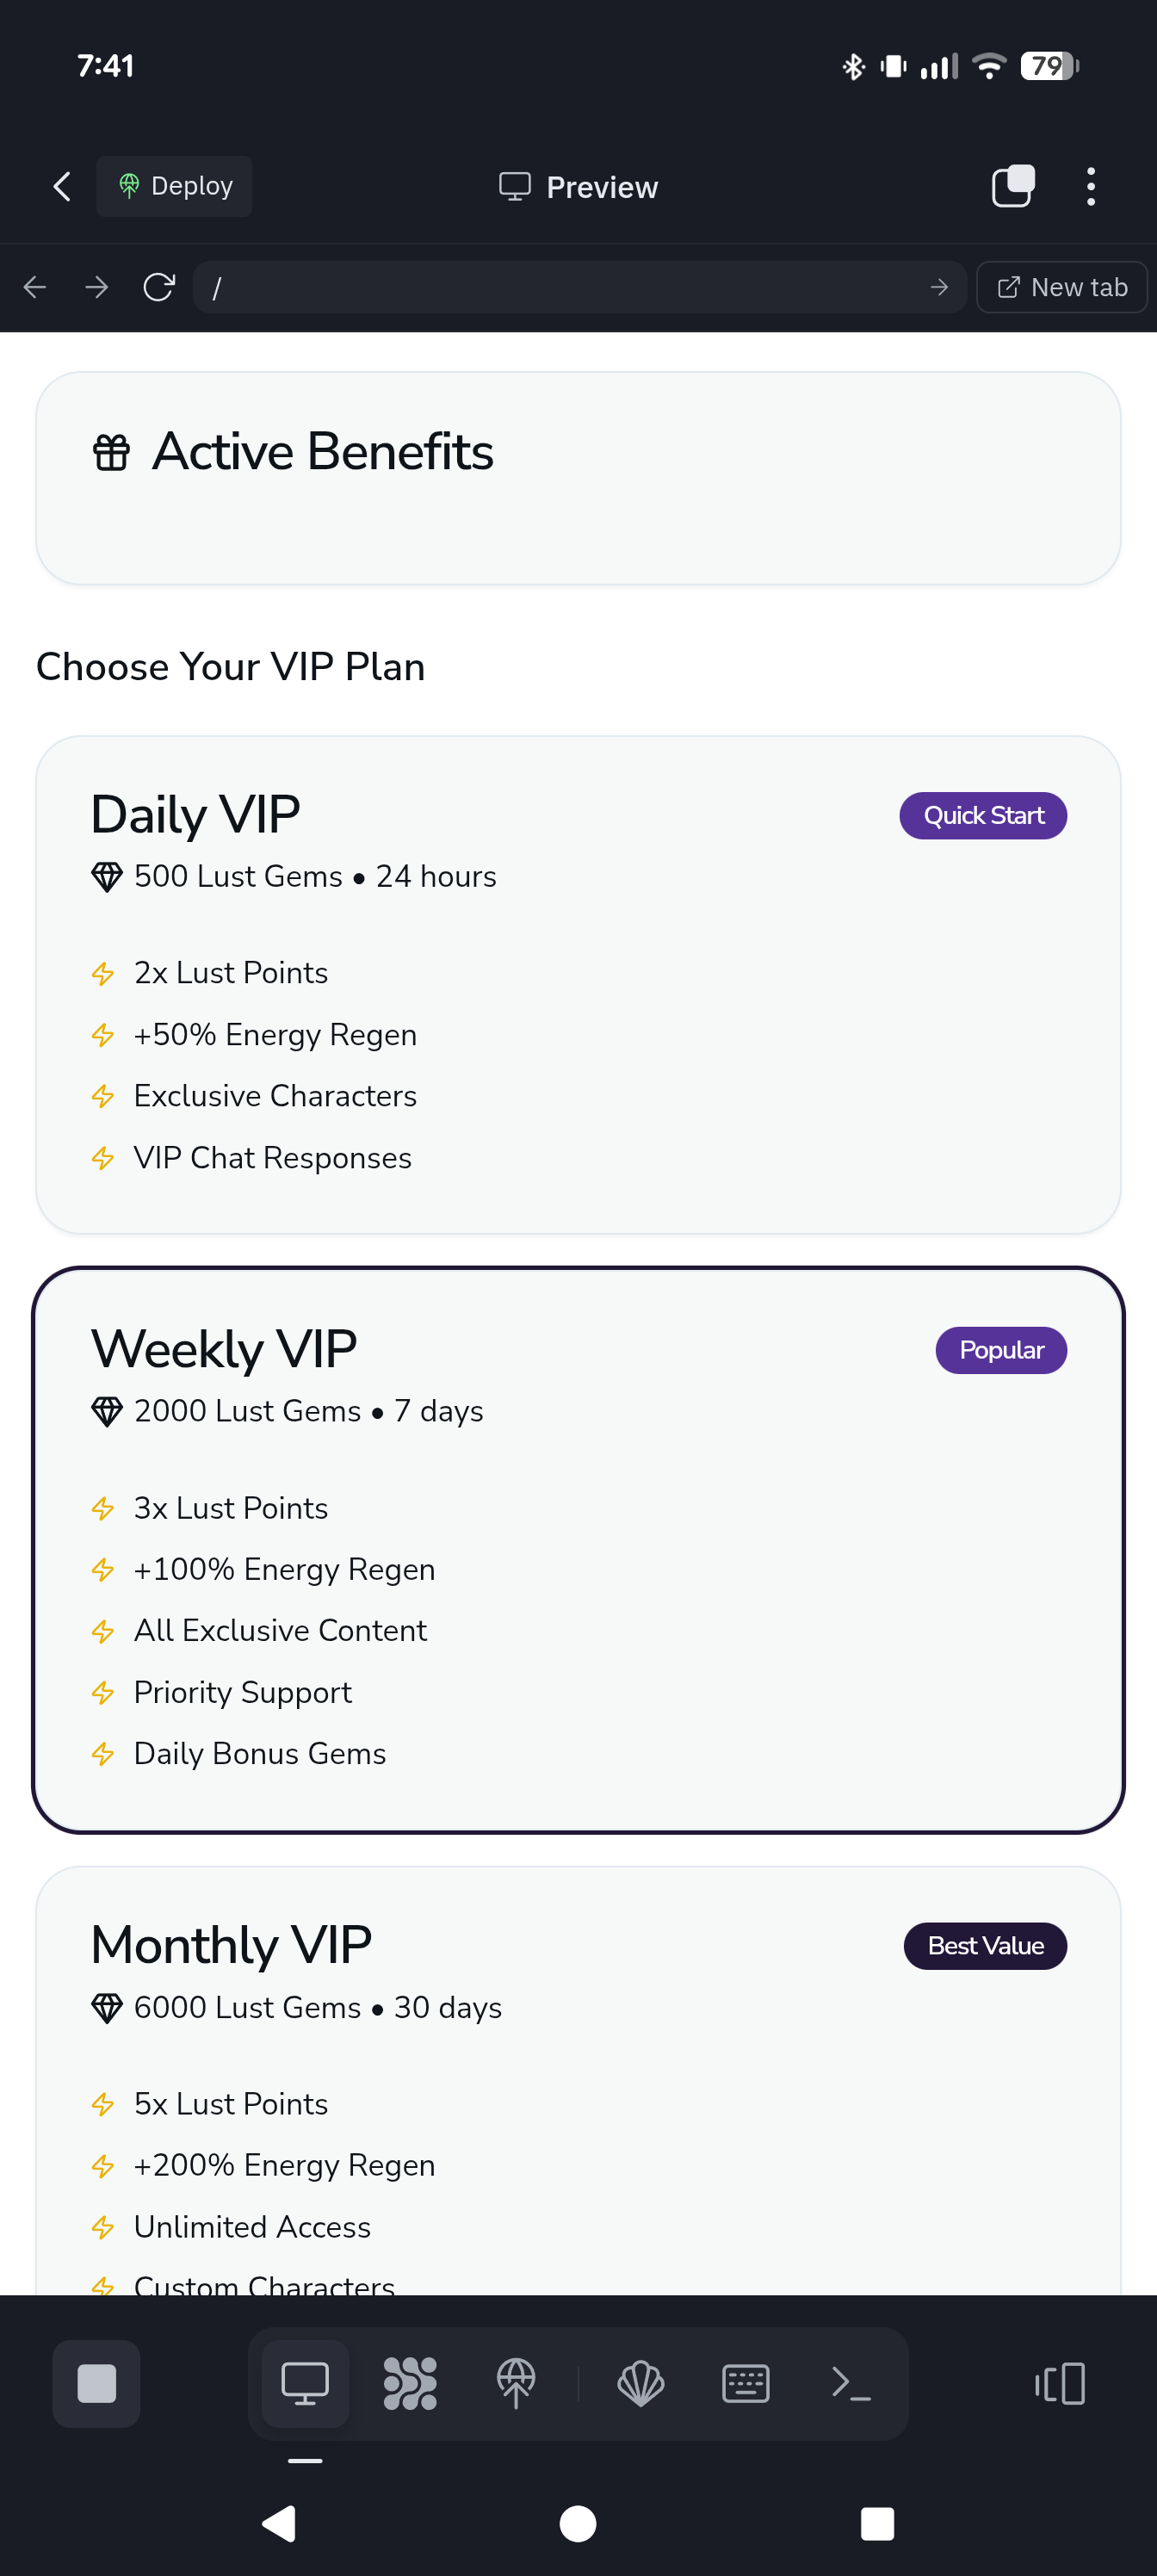 7:41
79
Deploy
Preview
/
New tab
Active Benefits
Choose Your VIP Plan
Daily VIP
Quick Start
500 Lust Gems • 24 hours
2x Lust Points
+50% Energy Regen
Exclusive Characters
VIP Chat Responses
Weekly VIP
Popular
2000 Lust Gems • 7 days
3x Lust Points
+100% Energy Regen
All Exclusive Content
Priority Support
Daily Bonus Gems
Monthly VIP
Best Value
6000 Lust Gems • 30 days
5x Lust Points
+200% Energy Regen
Unlimited Access
Custom Characters